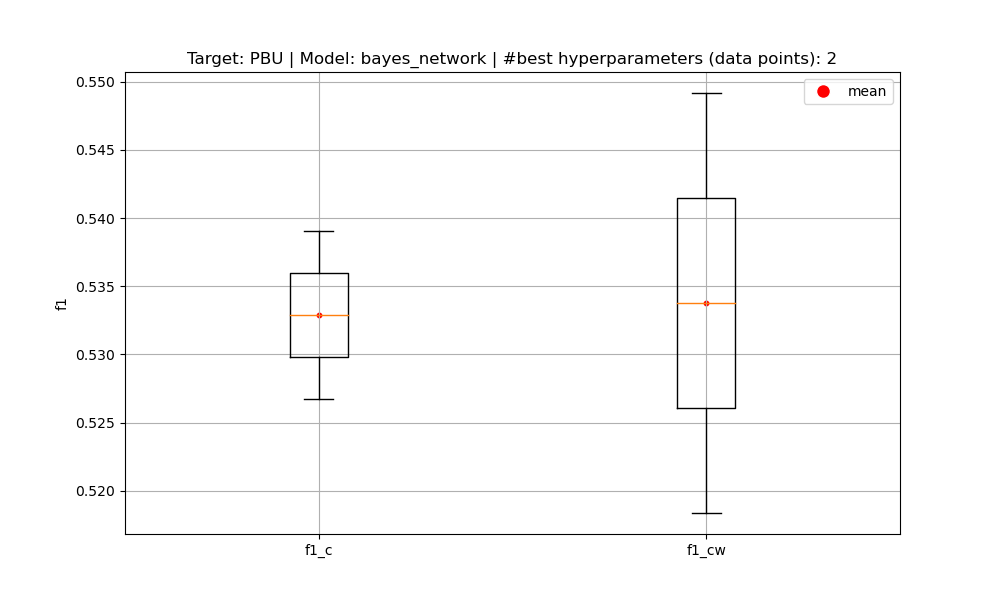 Target: PBU | Model: bayes_network | #best hyperparameters (data points): 2
0.550
mean
0.545
0.540
0.535
f1
0.530
0.525
0.520
f1_c
f1_cw